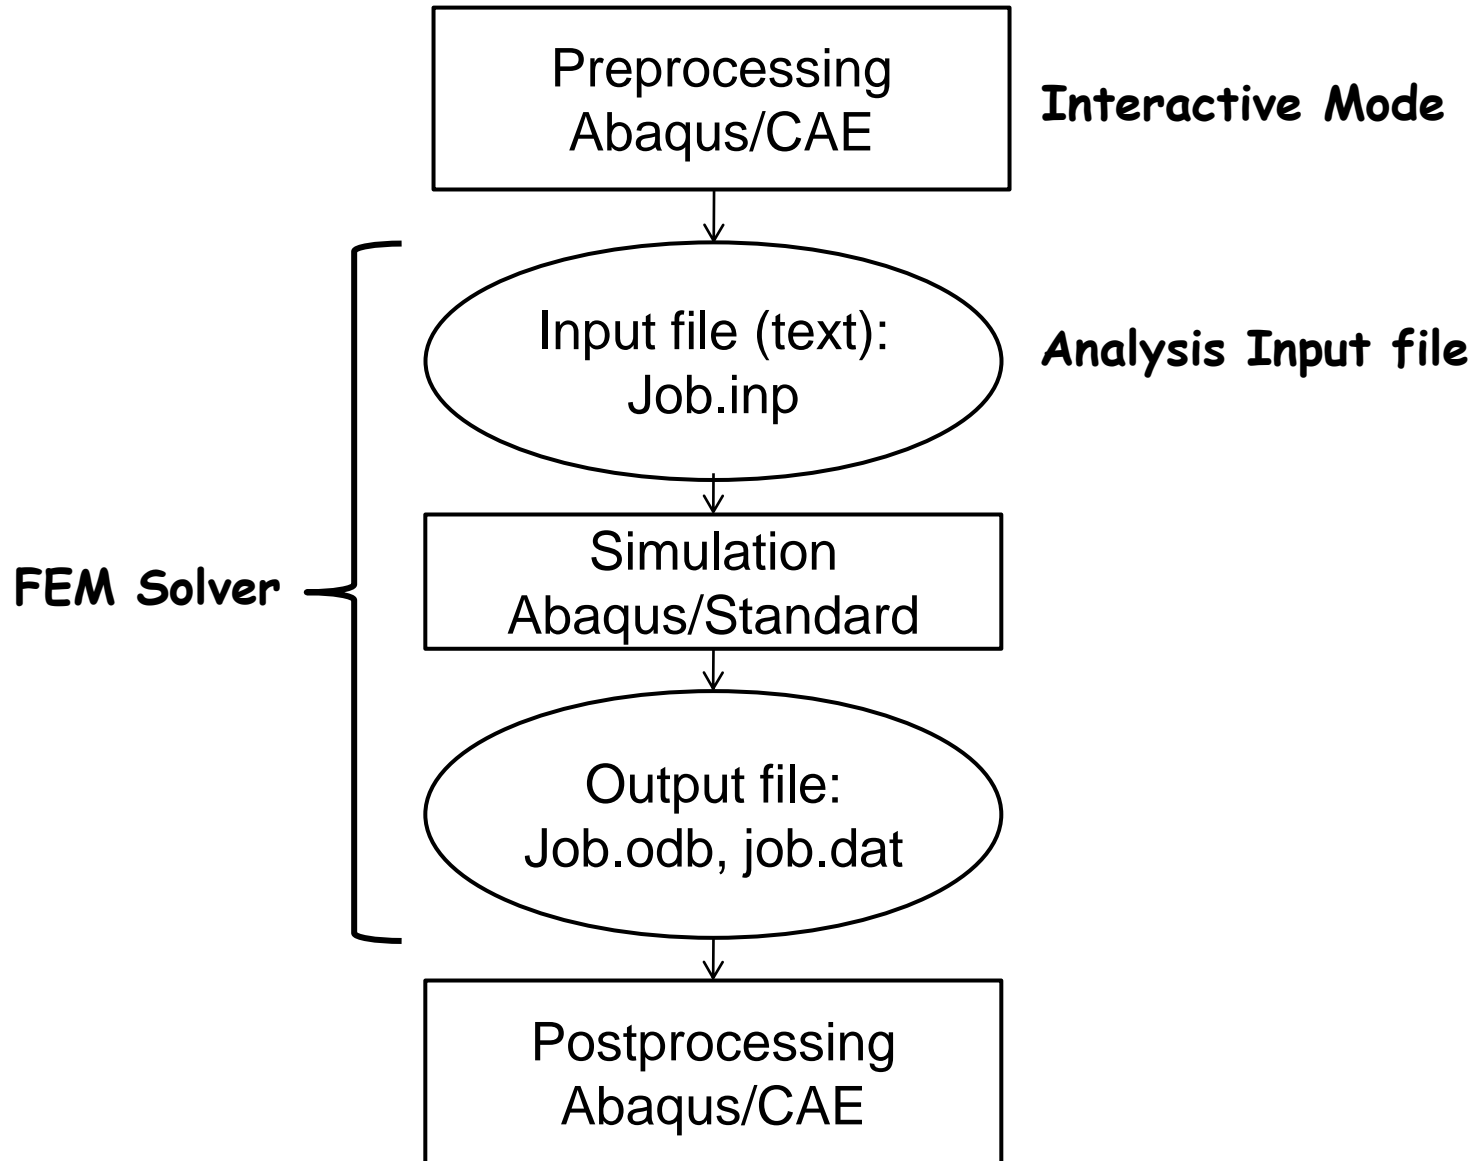 Preprocessing
Abaqus/CAE
Interactive Mode
Input file (text):
Job.inp
Analysis Input file
Simulation
Abaqus/Standard
FEM Solver
Output file:
Job.odb, job.dat
Postprocessing
Abaqus/CAE